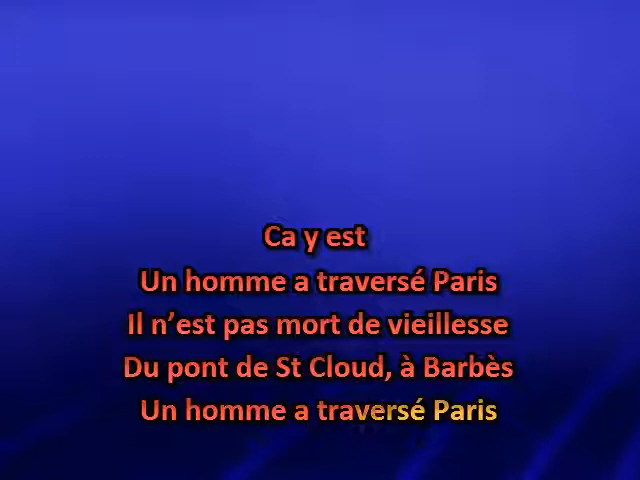 Ca y est
Un homme a traversé Paris
Il n’est pas mort de vieillesse
Du pont de St Cloud, à Barbès
Un homme a traversé Paris